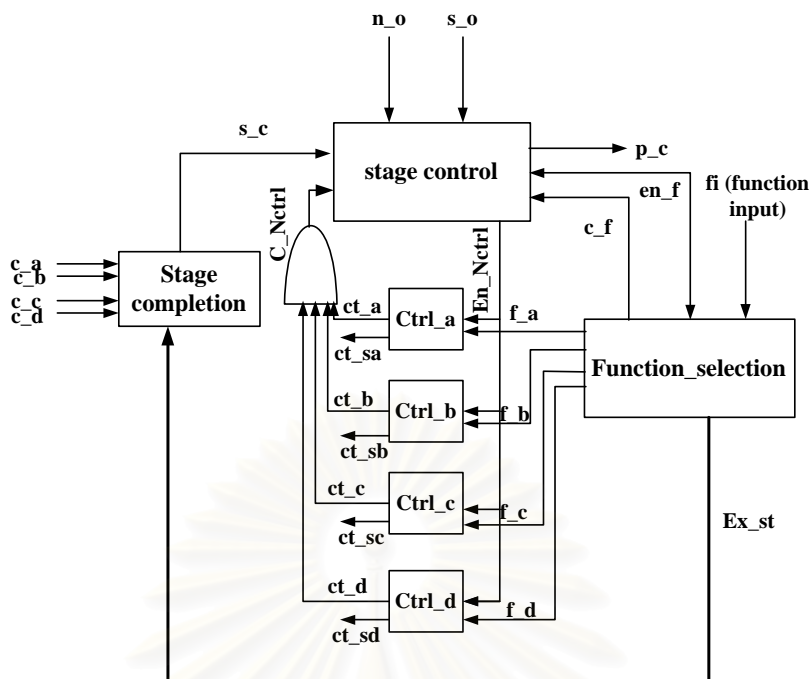 n_o
s_o
s_c
stage control
p_c
en_f
fi (function
input)
c_f
C_Nctrl
En_Nctrl
c_a
c_b
c_c
c_d
Stage
completion
ct_a
Ctrl_a
f_a
ct_sa
Function_selection
ct_b
Ctrl_b
f_b
ct_sb
ct_c
Ctrl_c
f_c
ct_sc
Ex_st
ct_d
Ctrl_d
f_d
ct_sd